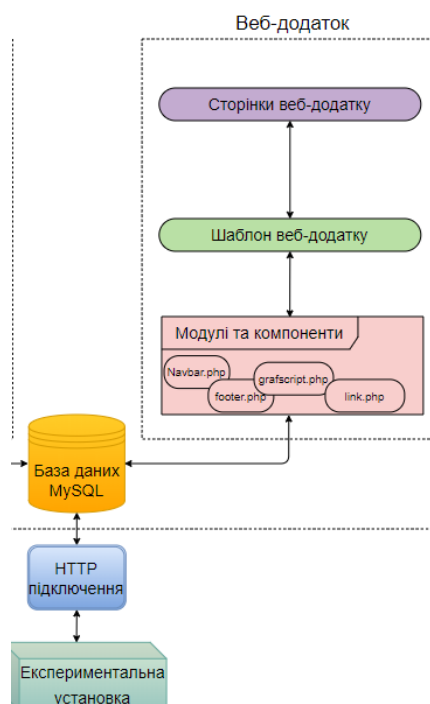 Веб-додаток
Сторінки веб-додатку
Шаблон веб-додатку
Модулі та компоненти
Navbar.php
grafscript.php
footer.php
link.php
База даних
MySQL
HTTP
підключення
Експериментальна
установка